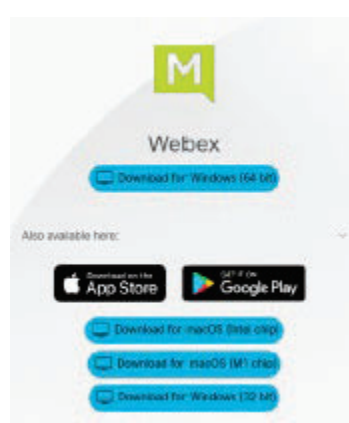 M
Webex
Download for Windows (64 bit)
Also available here:
Download on the
App Store
GET IT ON
Google Play
Download for macOS (Intel chip)
Download for macOS (M1 chip)
Download for Windows (32 bit)